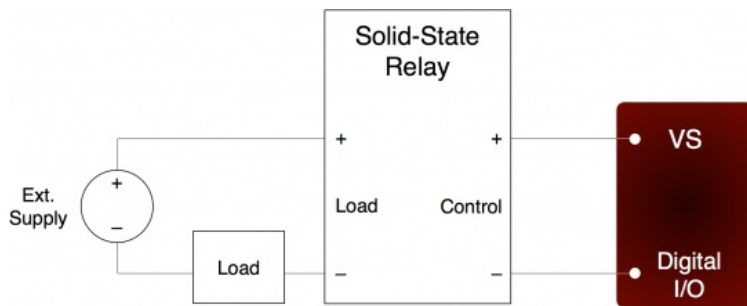 Solid-State
Relay
+
+
VS
Ext.
Supply
+
−
Load
Control
Load
−
−
Digital
I/O